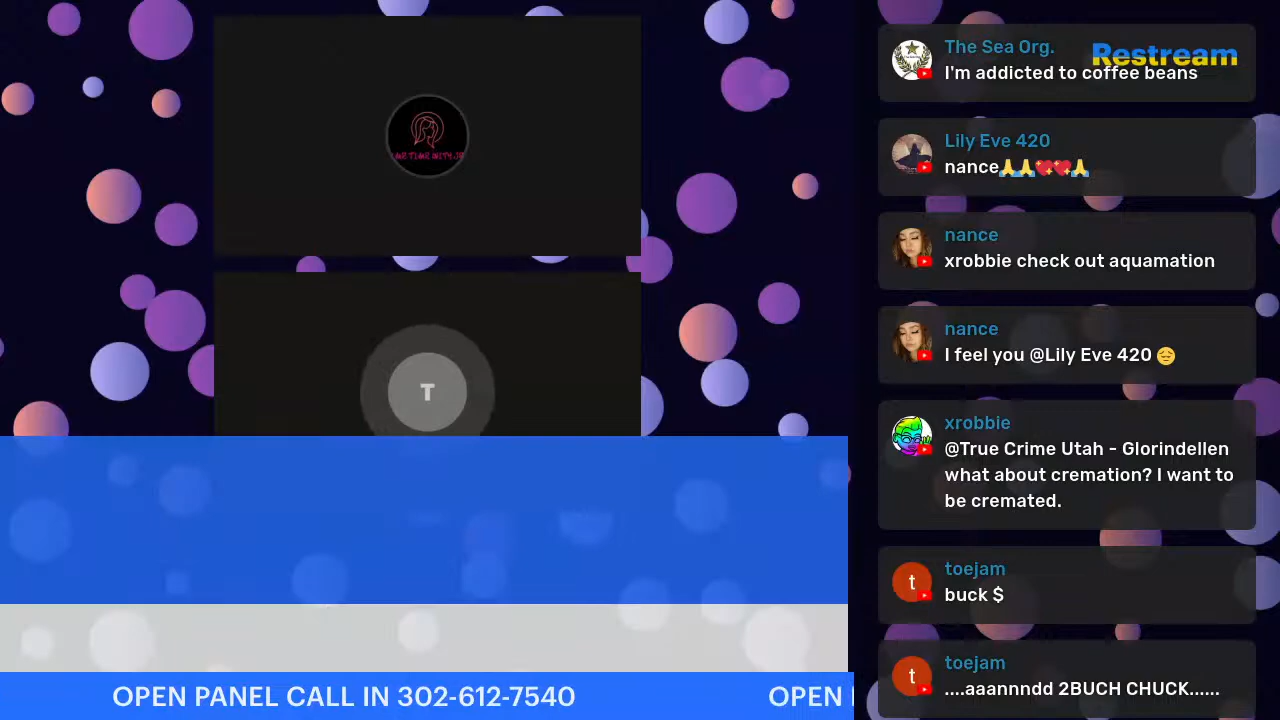 T
OPEN PANEL CALL IN 302-612-7540
OPEN
Restream
The Sea Org.
I'm addicted to coffee beans
Lily Eve 420
nance🙏🙏💖💖🙏
nance
xrobbie check out aquamation
nance
I feel you @Lily Eve 420 😔
xrobbie
@True Crime Utah - Glorindellen
what about cremation? I want to
be cremated.
t
toejam
buck $
t
toejam
....aaannndd 2BUCH CHUCK......